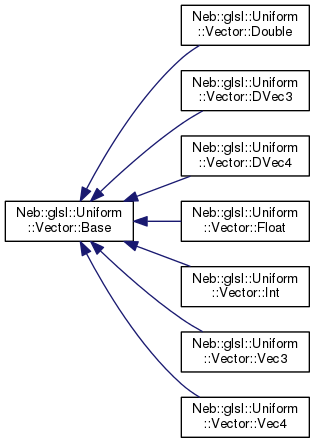 Neb::glsl::Uniform
::Vector::Double
Neb::glsl::Uniform
::Vector::DVec3
Neb::glsl::Uniform
::Vector::DVec4
Neb::glsl::Uniform
::Vector::Base
Neb::glsl::Uniform
::Vector::Float
Neb::glsl::Uniform
::Vector::Int
Neb::glsl::Uniform
::Vector::Vec3
Neb::glsl::Uniform
::Vector::Vec4